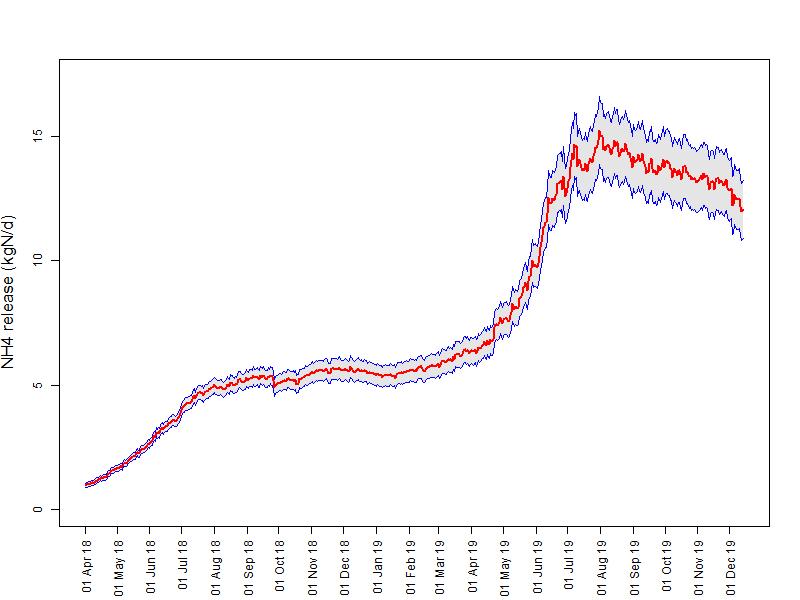 NH4 release (kgN/d)
15
10
5
0
01 Apr 18
01 May 18
01 Jun 18
01 Jul 18
01 Aug 18
01 Sep 18
01 Oct 18
01 Nov 18
01 Dec 18
01 Jan 19
01 Feb 19
01 Mar 19
01 Apr 19
01 May 19
01 Jun 19
01 Jul 19
01 Aug 19
01 Sep 19
01 Oct 19
01 Nov 19
01 Dec 19